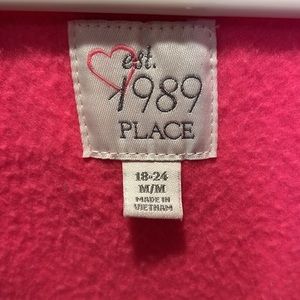 est.
1989
PLACE
18-24
M/M
MADE IN
VIETNAM